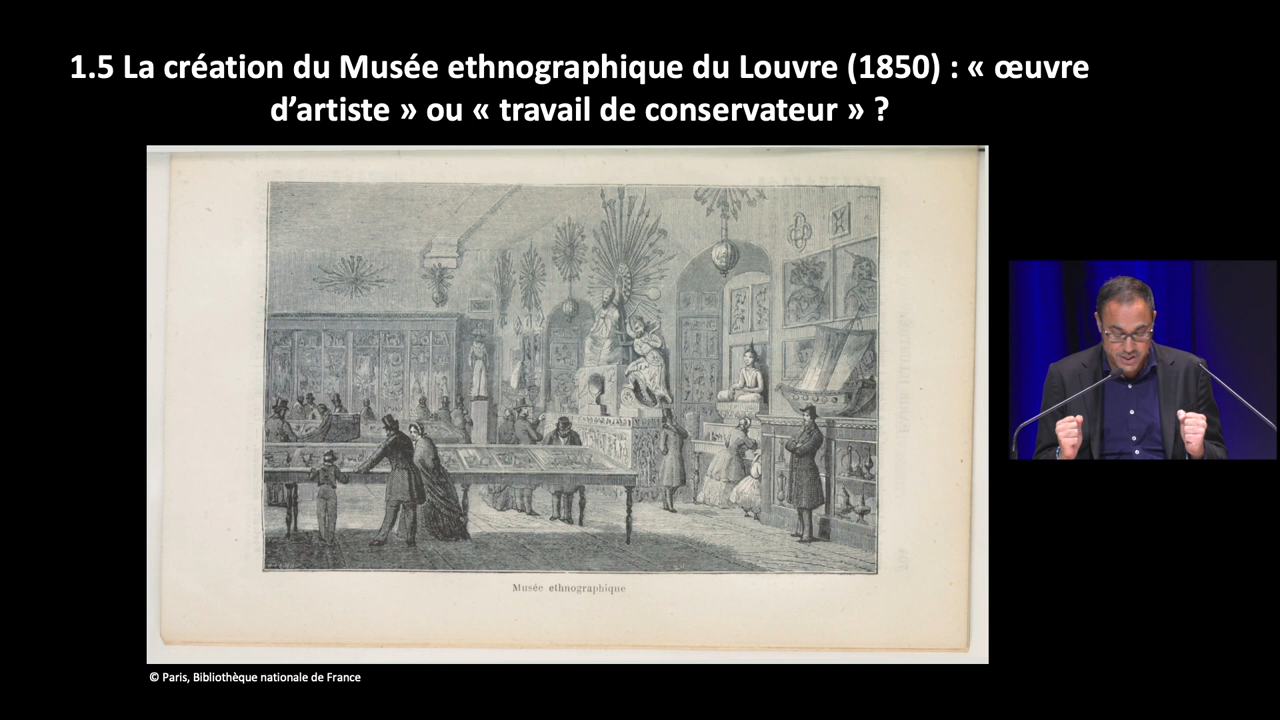 1.5 La création du Musée ethnographique du Louvre (1850) : « œuvre
d’artiste » ou « travail de conservateur » ?
Musée ethnographique
© Paris, Bibliothèque nationale de France